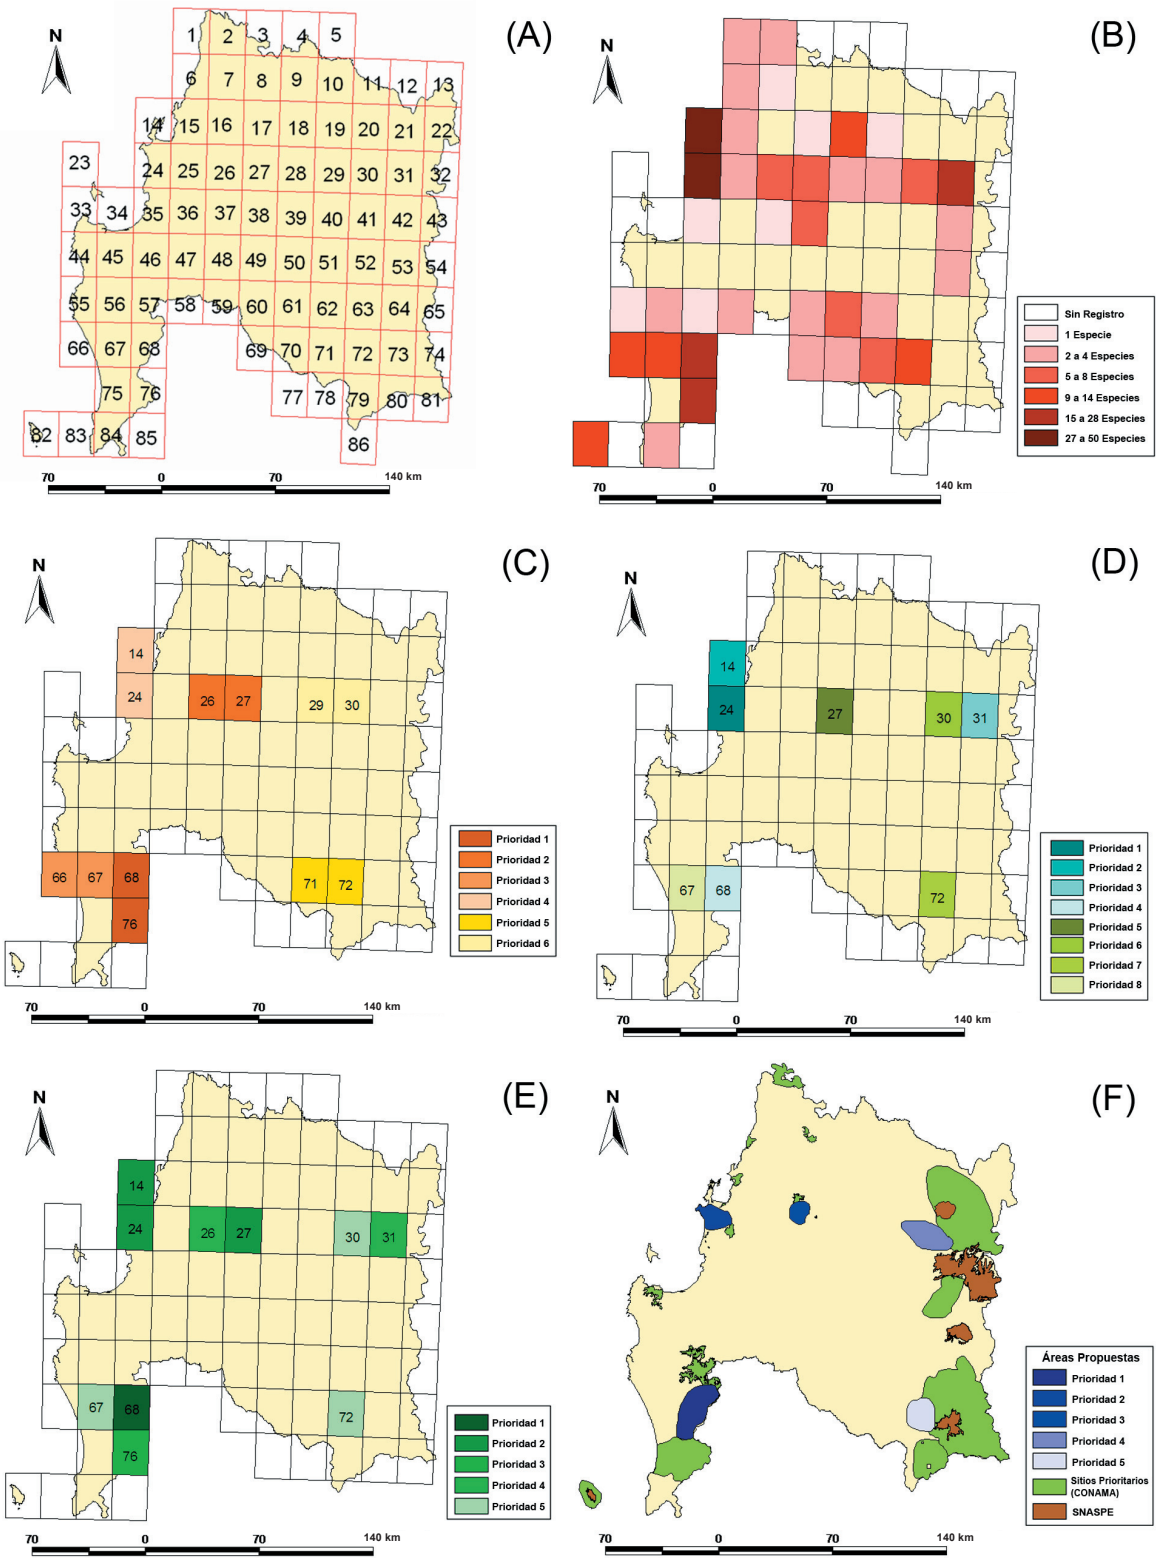 (A)
N
1 2 3 4 5
6 7 8 9 10 11 12 13
14 15 16 17 18 19 20 21 22
23 24 25 26 27 28 29 30 31 32
33 34 35 36 37 38 39 40 41 42 43
44 45 46 47 48 49 50 51 52 53 54
55 56 57 58 59 60 61 62 63 64 65
66 67 68 69 70 71 72 73 74
75 76 77 78 79 80 81
82 83 84 85 86
70 0 70 140 km
(B)
N
Sin Registro
1 Especie
2 a 4 Especies
5 a 8 Especies
9 a 14 Especies
15 a 28 Especies
27 a 50 Especies
70 0 70 140 km
(C)
N
14
24 26 27 29 30
66 67 68 71 72
76
Prioridad 1
Prioridad 2
Prioridad 3
Prioridad 4
Prioridad 5
Prioridad 6
70 0 70 140 km
(D)
N
14
24 27 30 31
67 68 72
Prioridad 1
Prioridad 2
Prioridad 3
Prioridad 4
Prioridad 5
Prioridad 6
Prioridad 7
Prioridad 8
70 0 70 140 km
(E)
N
14
24 26 27 30 31
67 68 72
76
Prioridad 1
Prioridad 2
Prioridad 3
Prioridad 4
Prioridad 5
70 0 70 140 km
(F)
N
Áreas Propuestas
Prioridad 1
Prioridad 2
Prioridad 3
Prioridad 4
Prioridad 5
Sitios Prioritarios
(CONAMA)
SNASPE
70 0 70 140 km